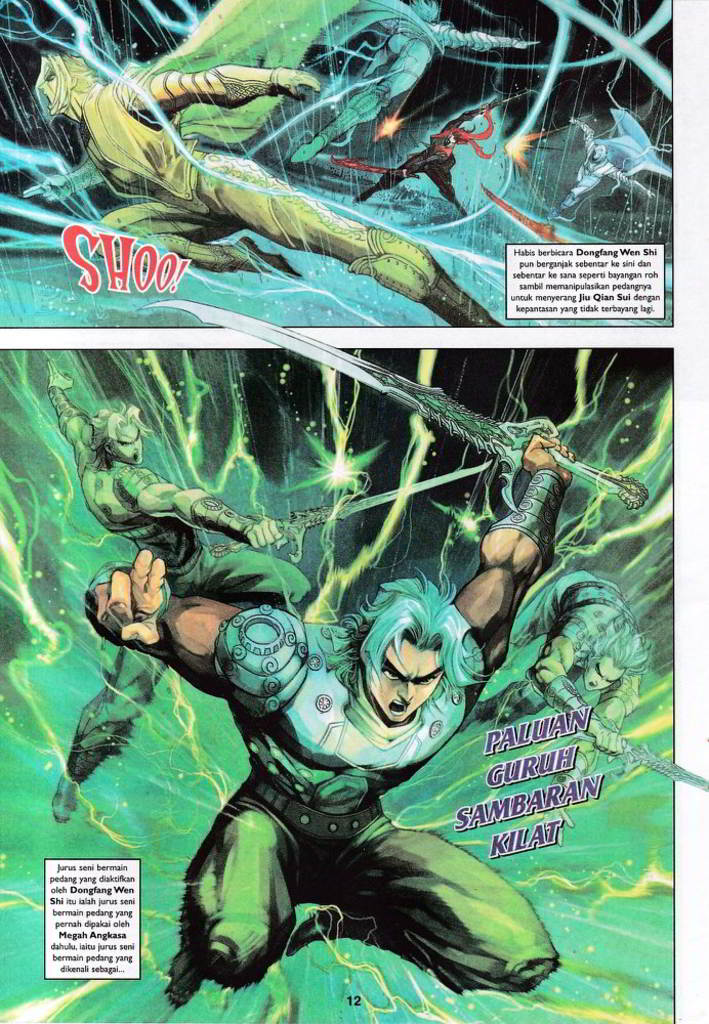 SHOO!
Habis berbicara Dongfang Wen Shi
pun berganjak sebentar ke sini dan
sebentar ke sana seperti bayangan roh
sambil memanipulasikan pedangnya
untuk menyerang Jiu Qian Sui dengan
kepantasan yang tidak terbayang lagi.
PALUAN
GURUH
SAMBARAN
KILAT
Jurus seni bermain
pedang yang diaktifkan
oleh Dongfang Wen
Shi itu ialah jurus seni
bermain pedang yang
pernah dipakai oleh
Megah Angkasa
dahulu, iaitu jurus seni
bermain pedang yang
dikenali sebagai...
12